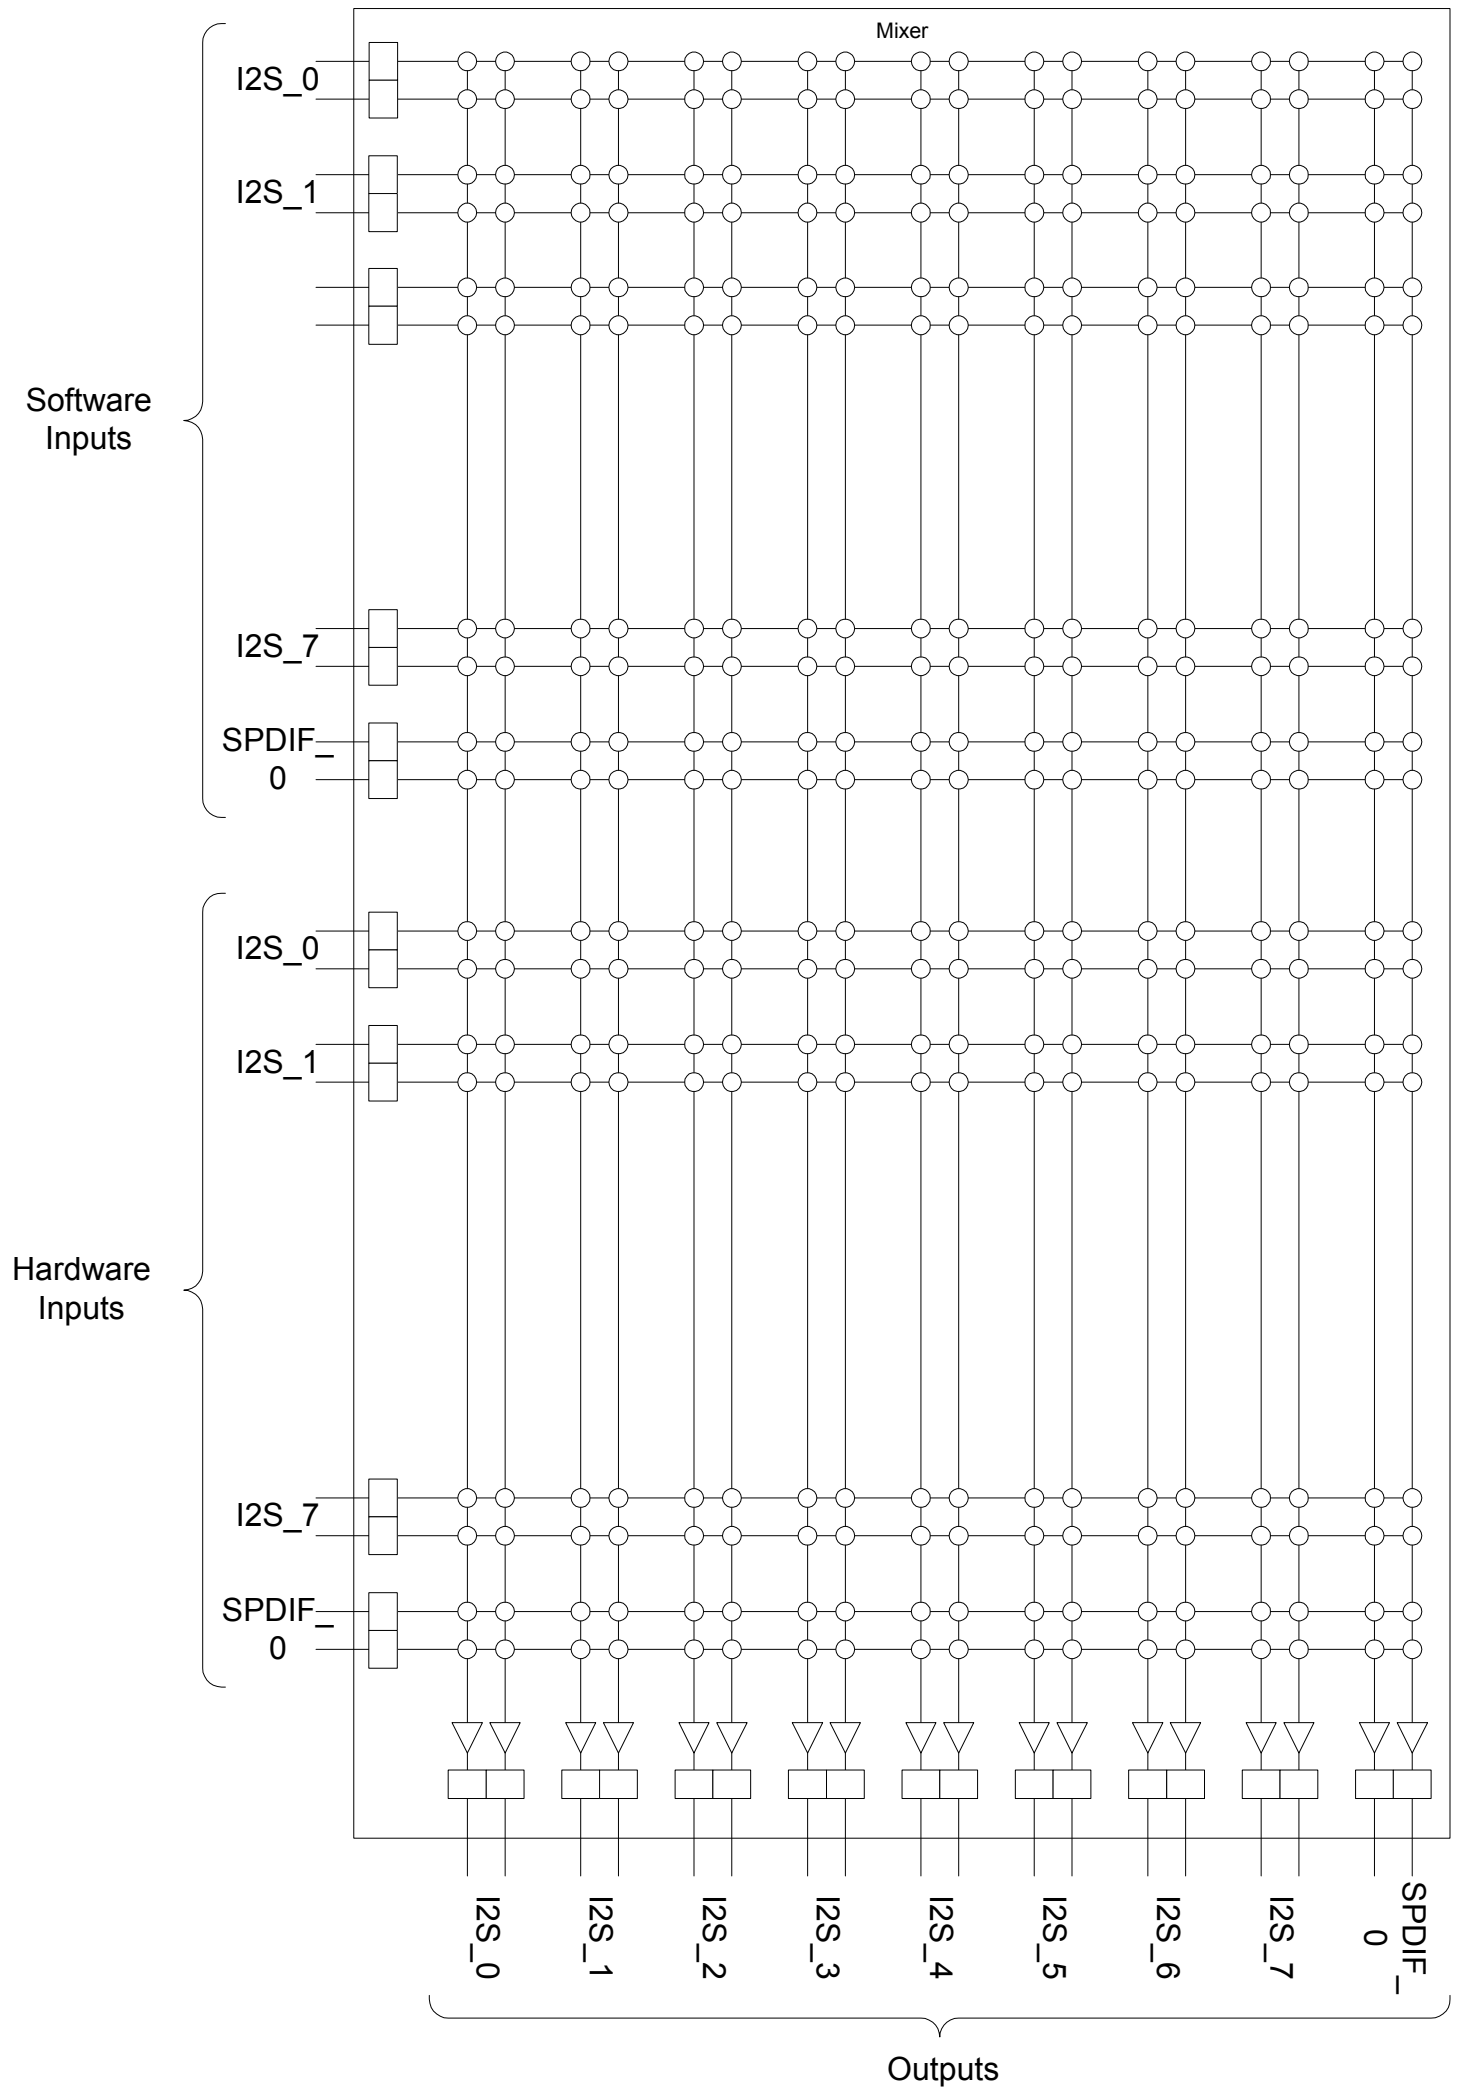 Mixer
I2S_0
I2S_1
Software
Inputs
I2S_7
SPDIF_
0
I2S_0
I2S_1
Hardware
Inputs
I2S_7
SPDIF_
0
I2S_0
I2S_1
I2S_2
I2S_3
I2S_4
I2S_5
I2S_6
I2S_7
SPDIF_
0
Outputs